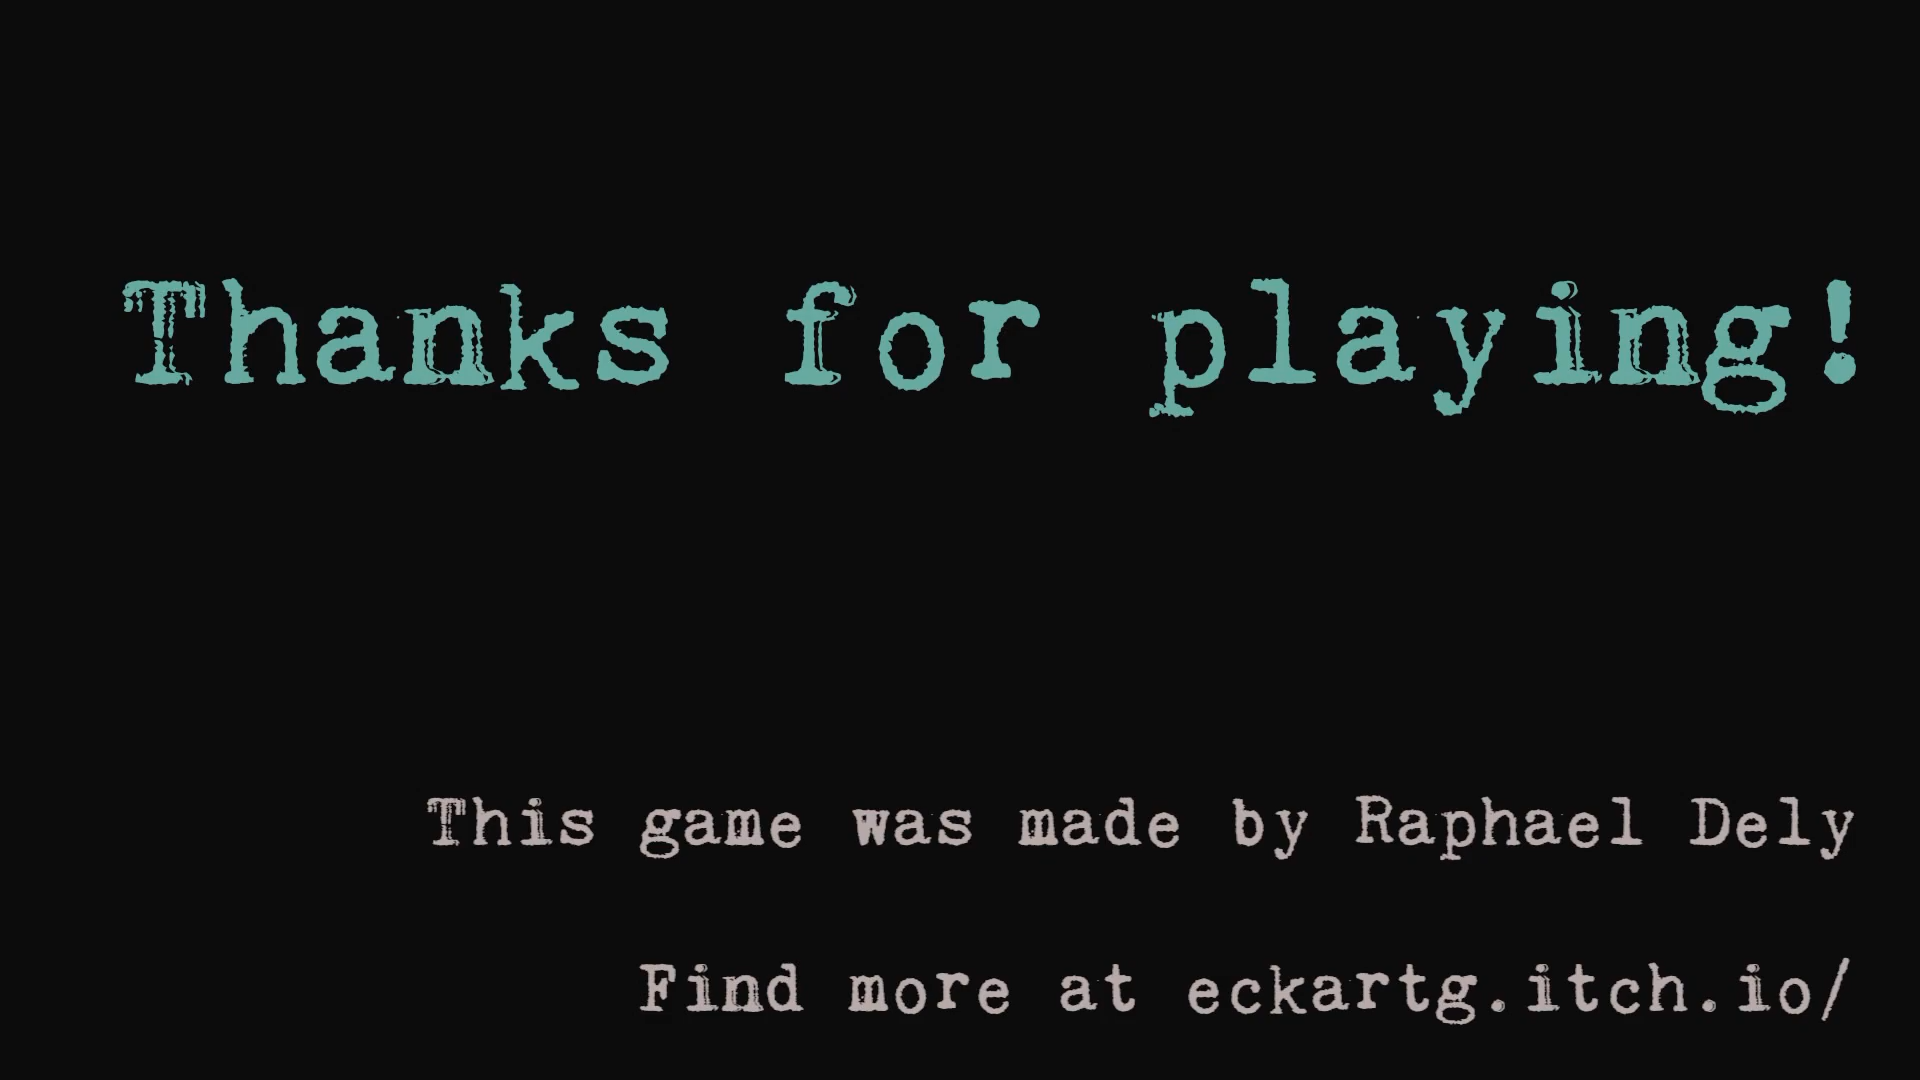 Thanks for playing!
This game was made by Raphael Dely
Find more at eckartg.itch.io/